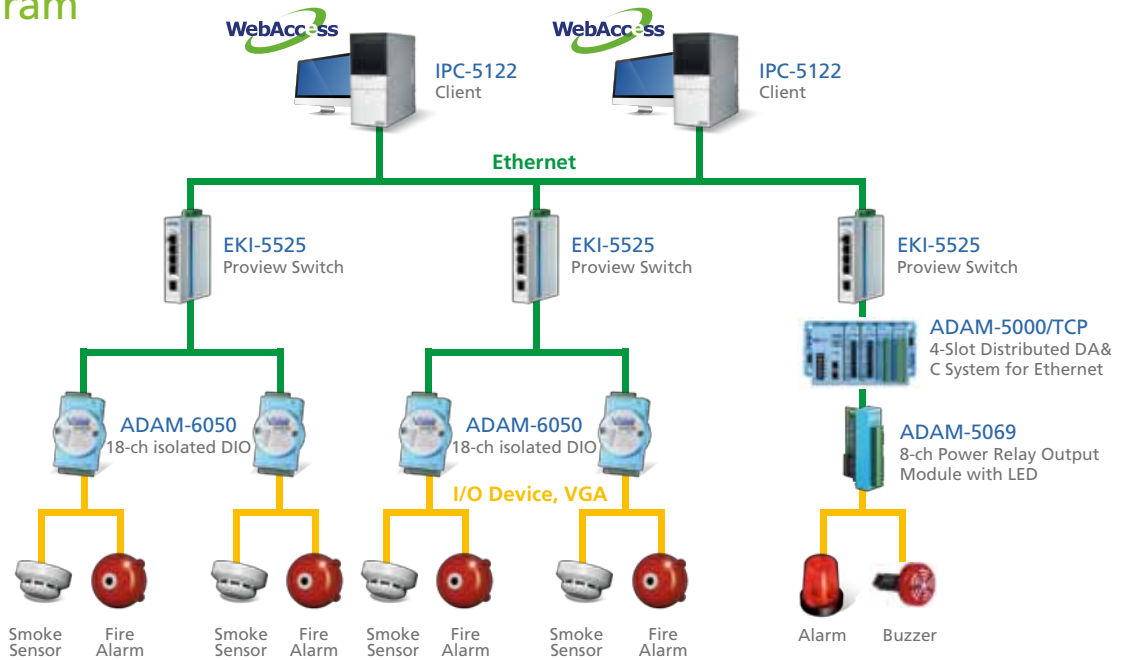 ram
WebAccess
WebAccess
IPC-5122
Client
IPC-5122
Client
Ethernet
EKI-5525
Proview Switch
EKI-5525
Proview Switch
EKI-5525
Proview Switch
ADAM-5000/TCP
4-Slot Distributed DA&
C System for Ethernet
ADAM-6050
18-ch isolated DIO
ADAM-6050
18-ch isolated DIO
ADAM-5069
8-ch Power Relay Output
Module with LED
I/O Device, VGA
Smoke
Sensor
Fire
Alarm
Smoke
Sensor
Fire
Alarm
Smoke
Sensor
Fire
Alarm
Smoke
Sensor
Fire
Alarm
Alarm
Buzzer